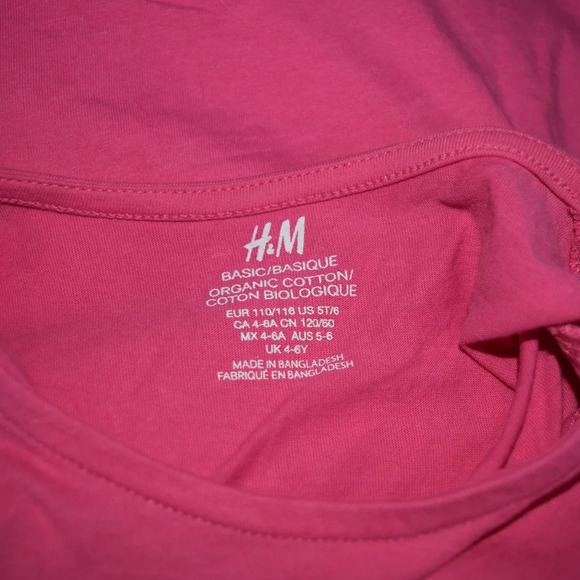 H&M
BASIC/BASIQUE
ORGANIC COTTON/
COTON BIOLOGIQUE
EUR 110/116 US 5T/6
CA 4-6A CN 120/60
MX 4-6A AUS 5-6
UK 4-6Y
MADE IN BANGLADESH
FABRIQUÉ EN BANGLADESH